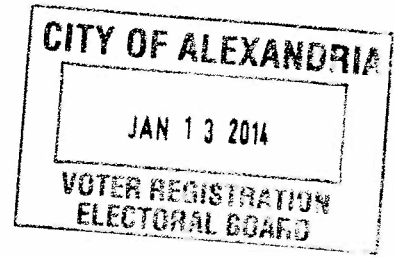 CITY OF ALEXANDRIA
JAN 13 2014
VOTER REGISTRATION
ELECTORAL BOARD